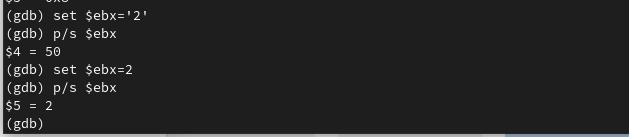 (gdb) set $ebx='2'
(gdb) p/s $ebx
$4 = 50
(gdb) set $ebx=2
(gdb) p/s $ebx
$5 = 2
(gdb)